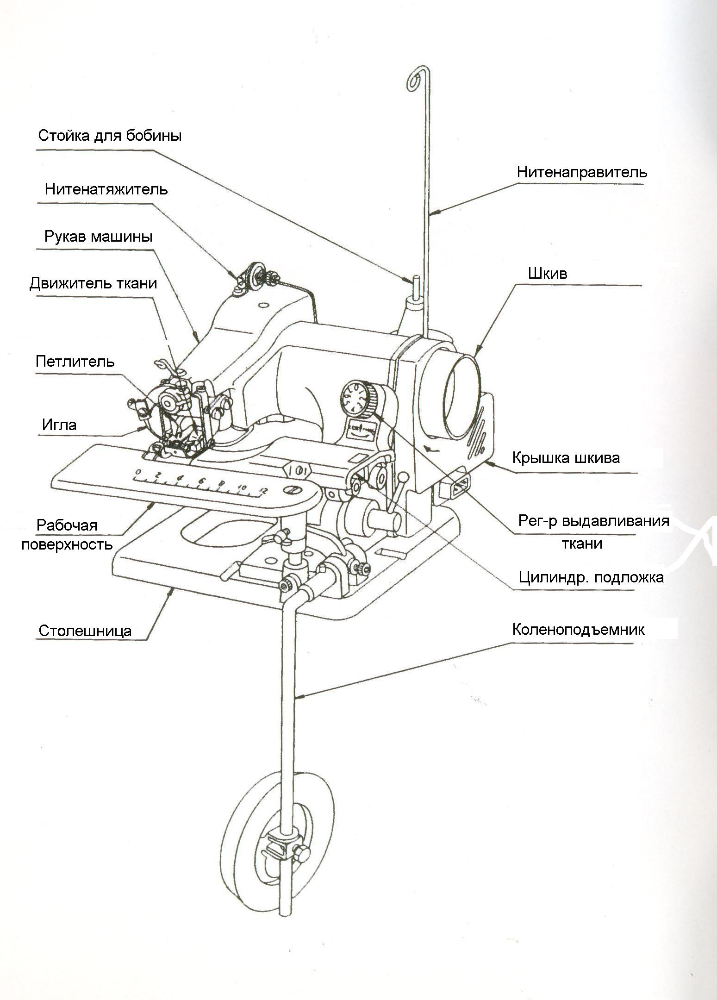 Стойка для бобины
Нитенатяжитель
Рукав машины
Движитель ткани
Петлитель
Игла
Рабочая
поверхность
Столешница
Нитенаправитель
Шкив
Крышка шкива
Рег-р выдавливания
ткани
Цилиндр. подложка
Коленоподъемник
0 2 4 6 8 10 12